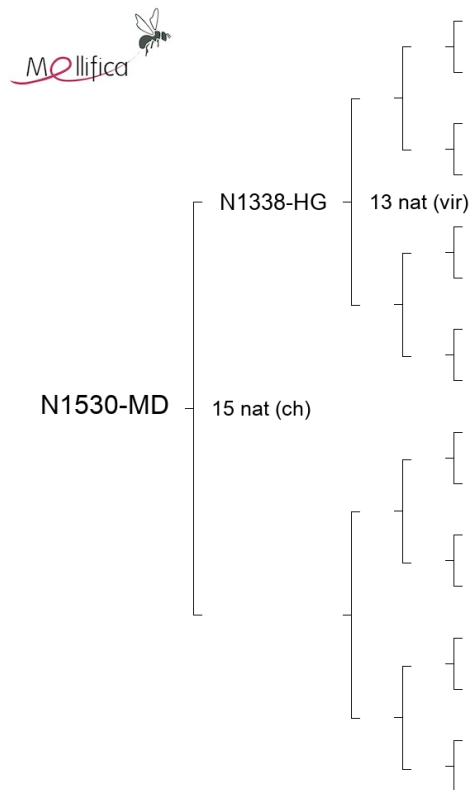 Mellifica
N1338-HG
13 nat (vir)
N1530-MD
15 nat (ch)